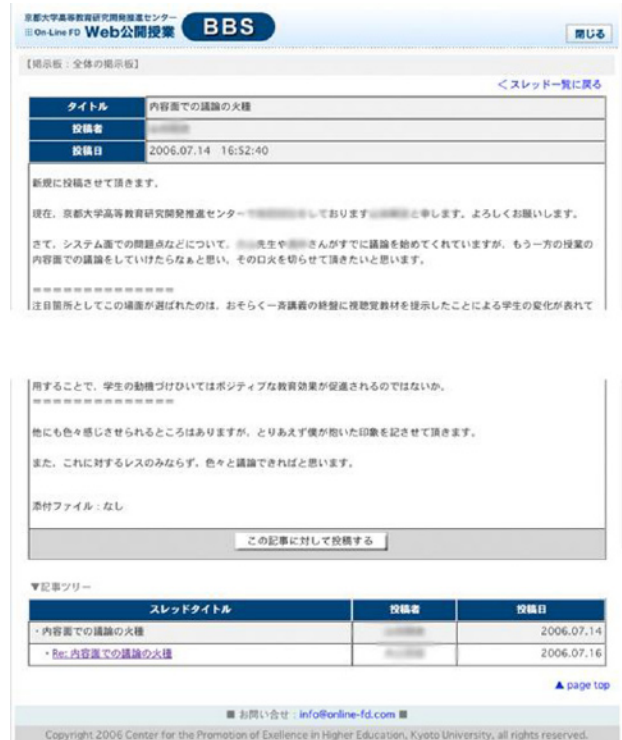 京都大学高等教育研究開発推進センター
On-Line FD Web公開授業 BBS
閉じる
【掲示板：全体の掲示板】
＜スレッド一覧に戻る
タイトル 内容面での議論の火種
投稿者
投稿日 2006.07.14 16:52:40
新規に投稿させて頂きます。
現在、京都大学高等教育研究開発推進センター しております と申します。よろしくお願いします。
さて、システム面での問題点などについて、 先生や さんがすでに議論を始めてくれていますが、もう一方の授業の
内容面での議論をしていけたらなぁと思い、その口火を切らせて頂きたいと思います。
＝＝＝＝＝＝＝＝＝＝＝＝＝＝
注目箇所としてこの場面が選ばれたのは、おそらく一斉講義の終盤に視聴覚教材を提示したことによる学生の変化が表れて
用することで、学生の動機づけひいてはポジティブな教育効果が促進されるのではないか。
＝＝＝＝＝＝＝＝＝＝＝＝＝＝
他にも色々感じさせられるところはありますが、とりあえず僕が抱いた印象を記させて頂きます。
また、これに対するレスのみならず、色々と議論できればと思います。
添付ファイル：なし
この記事に対して投稿する
▼記事ツリー
スレッドタイトル 投稿者 投稿日
・内容面での議論の火種 2006.07.14
・Re: 内容面での議論の火種 2006.07.16
▲ page top
■ お問い合せ：info@online-fd.com ■
Copyright 2006 Center for the Promotion of Exellence in Higher Education, Kyoto University, all rights reserved.